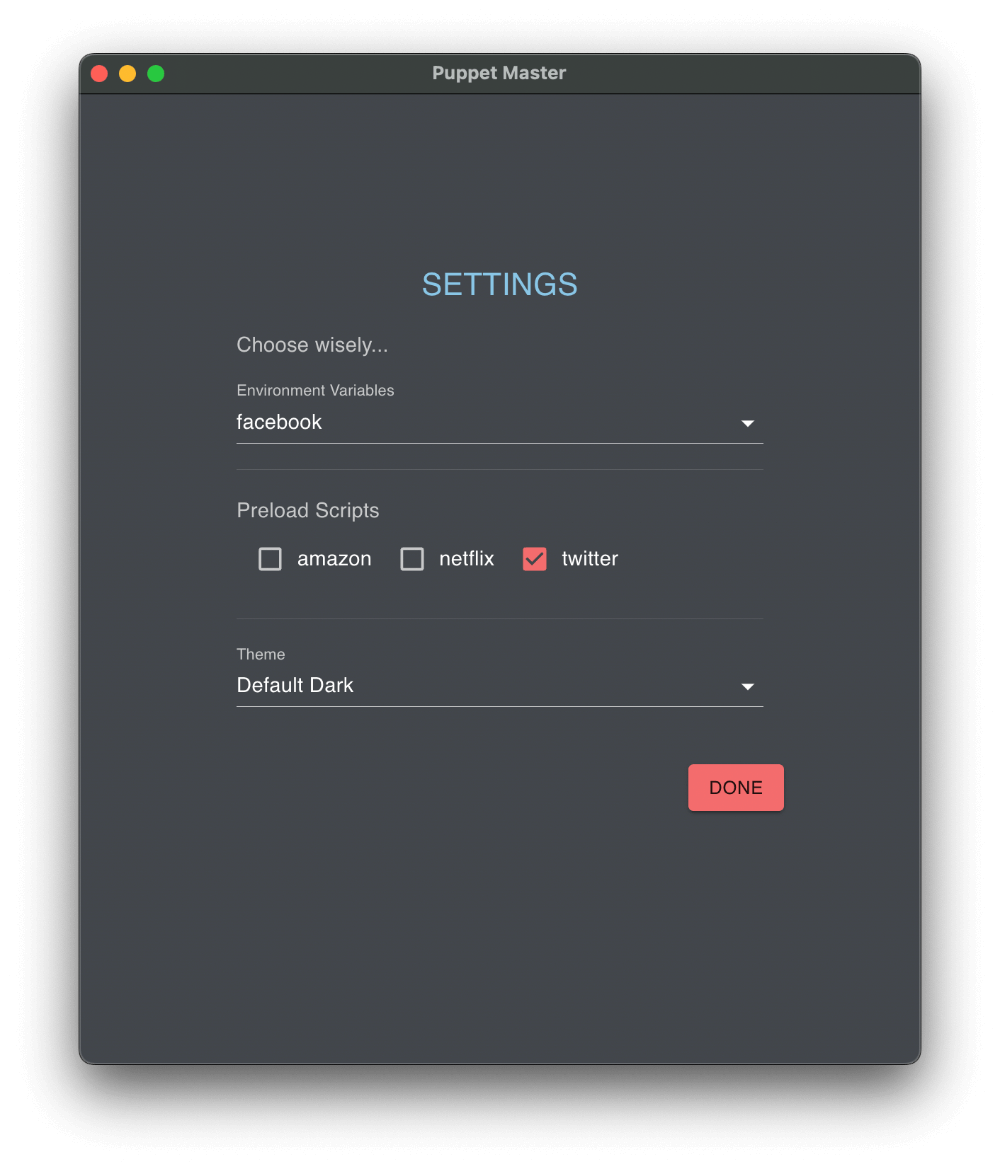 Puppet Master
SETTINGS
Choose wisely...
Environment Variables
facebook
Preload Scripts
amazon netflix twitter
Theme
Default Dark
DONE